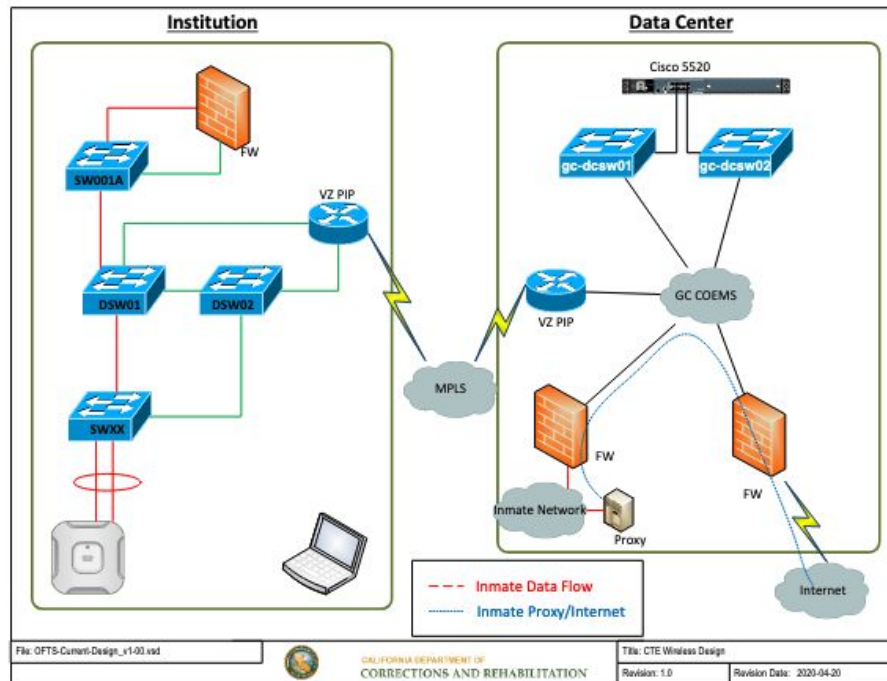 Institution
Data Center
Cisco 5520
FW
SW001A
gc-dcsw01
gc-dcsw02
VZ PIP
DSW01
DSW02
VZ PIP
GC COEMS
MPLS
SWXX
FW
FW
Inmate Network
Proxy
Internet
Inmate Data Flow
Inmate Proxy/Internet
File: OFTS-Current-Design_v1-00.vsd
CALIFORNIA DEPARTMENT OF
CORRECTIONS AND REHABILITATION
Title: CTE Wireless Design
Revision: 1.0
Revision Date: 2020-04-20